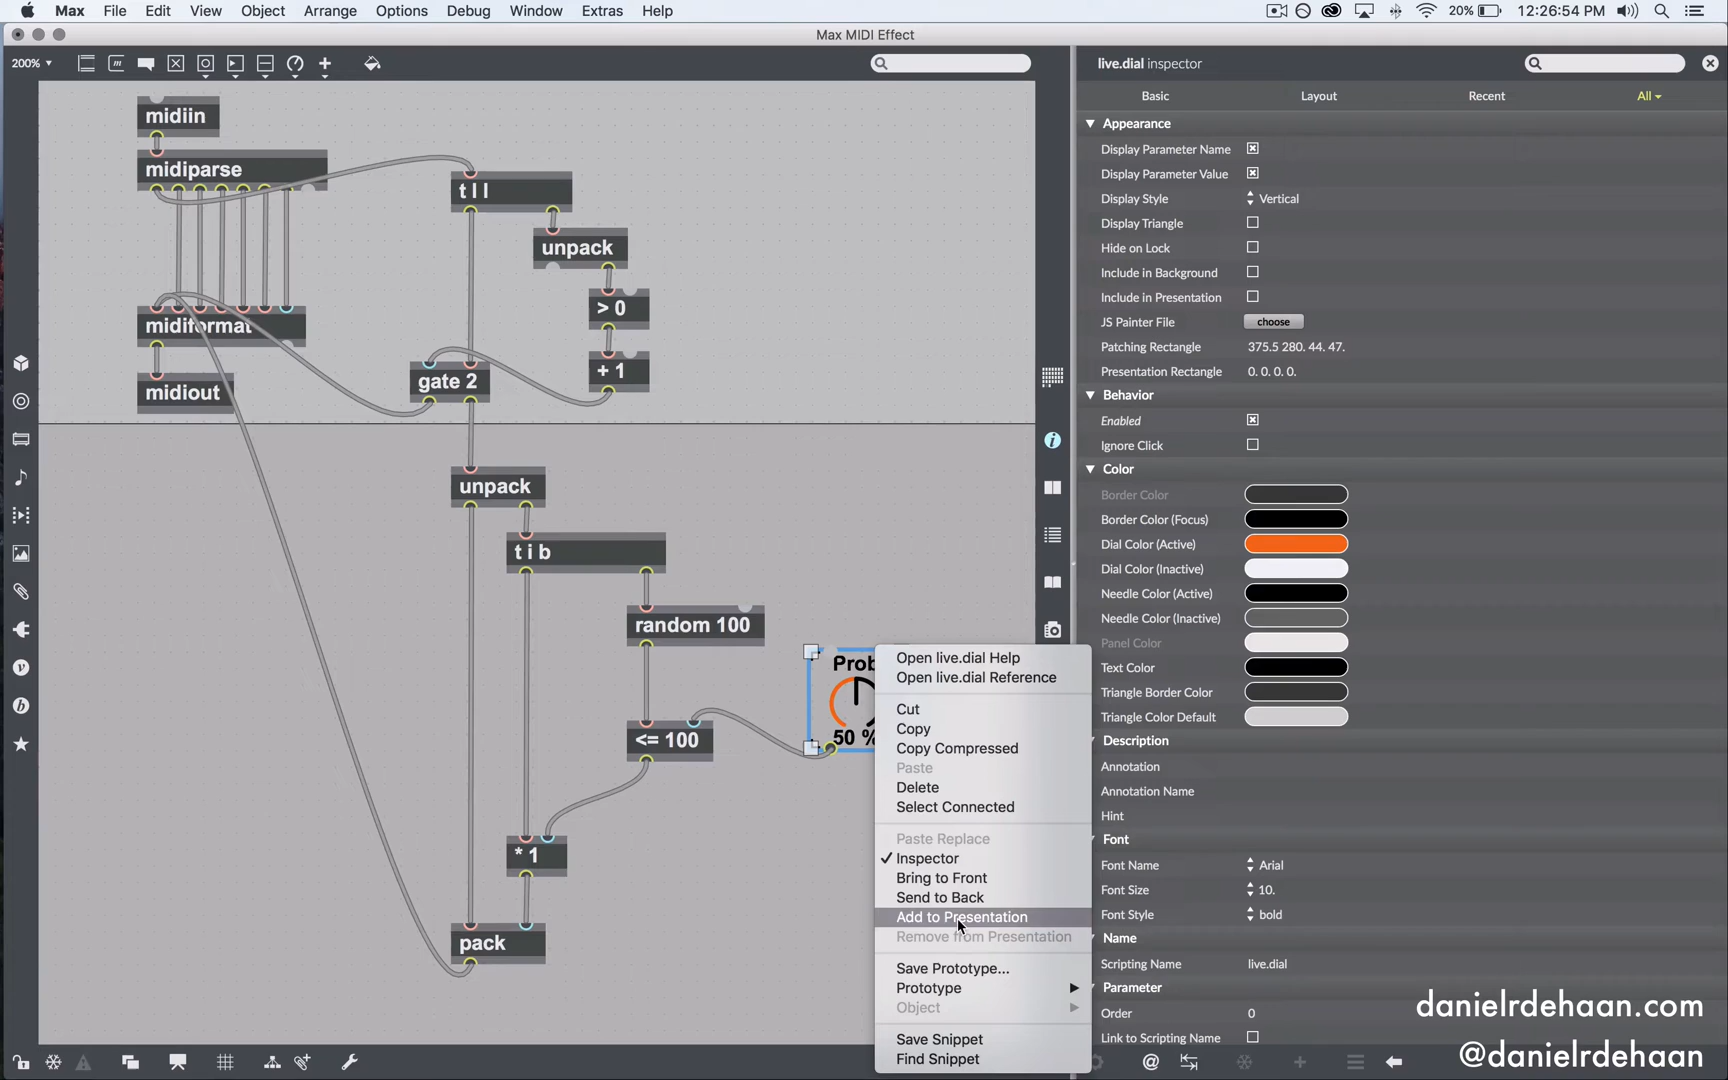 Max File Edit View Object Arrange Options Debug Window Extras Help
20% 12:26:54 PM
Max MIDI Effect
200%
live.dial inspector
Basic Layout Recent All
midiin
midiparse
midiformat
midiout
t l l
unpack
> 0
+ 1
gate 2
unpack
t i b
random 100
<= 100
* 1
pack
Prob
50 %
Open live.dial Help
Open live.dial Reference
Cut
Copy
Copy Compressed
Paste
Delete
Select Connected
Paste Replace
✓ Inspector
Bring to Front
Send to Back
Add to Presentation
Remove from Presentation
Save Prototype...
Prototype
Object
Save Snippet
Find Snippet
Appearance
Display Parameter Name
Display Parameter Value
Display Style Vertical
Display Triangle
Hide on Lock
Include in Background
Include in Presentation
JS Painter File choose
Patching Rectangle 375.5 280. 44. 47.
Presentation Rectangle 0. 0. 0. 0.
Behavior
Enabled
Ignore Click
Color
Border Color
Border Color (Focus)
Dial Color (Active)
Dial Color (Inactive)
Needle Color (Active)
Needle Color (Inactive)
Panel Color
Text Color
Triangle Border Color
Triangle Color Default
Description
Annotation
Annotation Name
Hint
Font
Font Name Arial
Font Size 10.
Font Style bold
Name
Scripting Name live.dial
Parameter
Order 0
Link to Scripting Name
danielrdehaan.com
@danielrdehaan